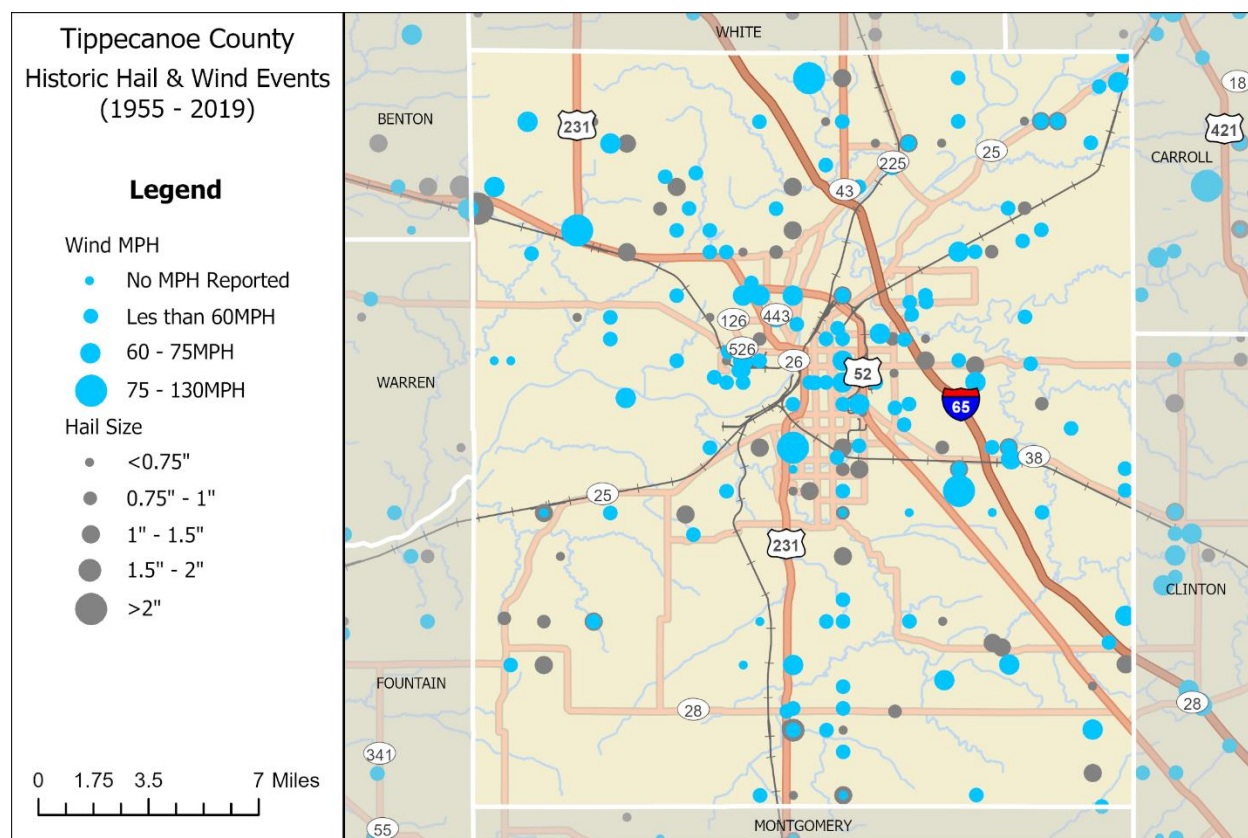 Tippecanoe County
Historic Hail & Wind Events
(1955 - 2019)
Legend
Wind MPH
No MPH Reported
Less than 60MPH
60 - 75MPH
75 - 130MPH
Hail Size
<0.75"
0.75" - 1"
1" - 1.5"
1.5" - 2"
>2"
0 1.75 3.5 7 Miles
WHITE
18
BENTON
231
421
25
CARROLL
225
43
126
443
526
26
WARREN
52
65
38
25
231
CLINTON
FOUNTAIN
28
28
341
55
MONTGOMERY